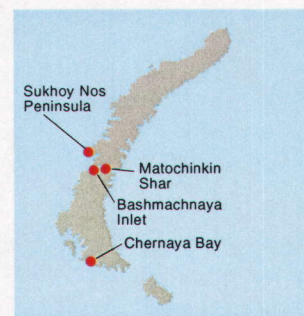 Sukhoy Nos
Peninsula
Matochinkin
Shar
Bashmachnaya
Inlet
Chernaya Bay